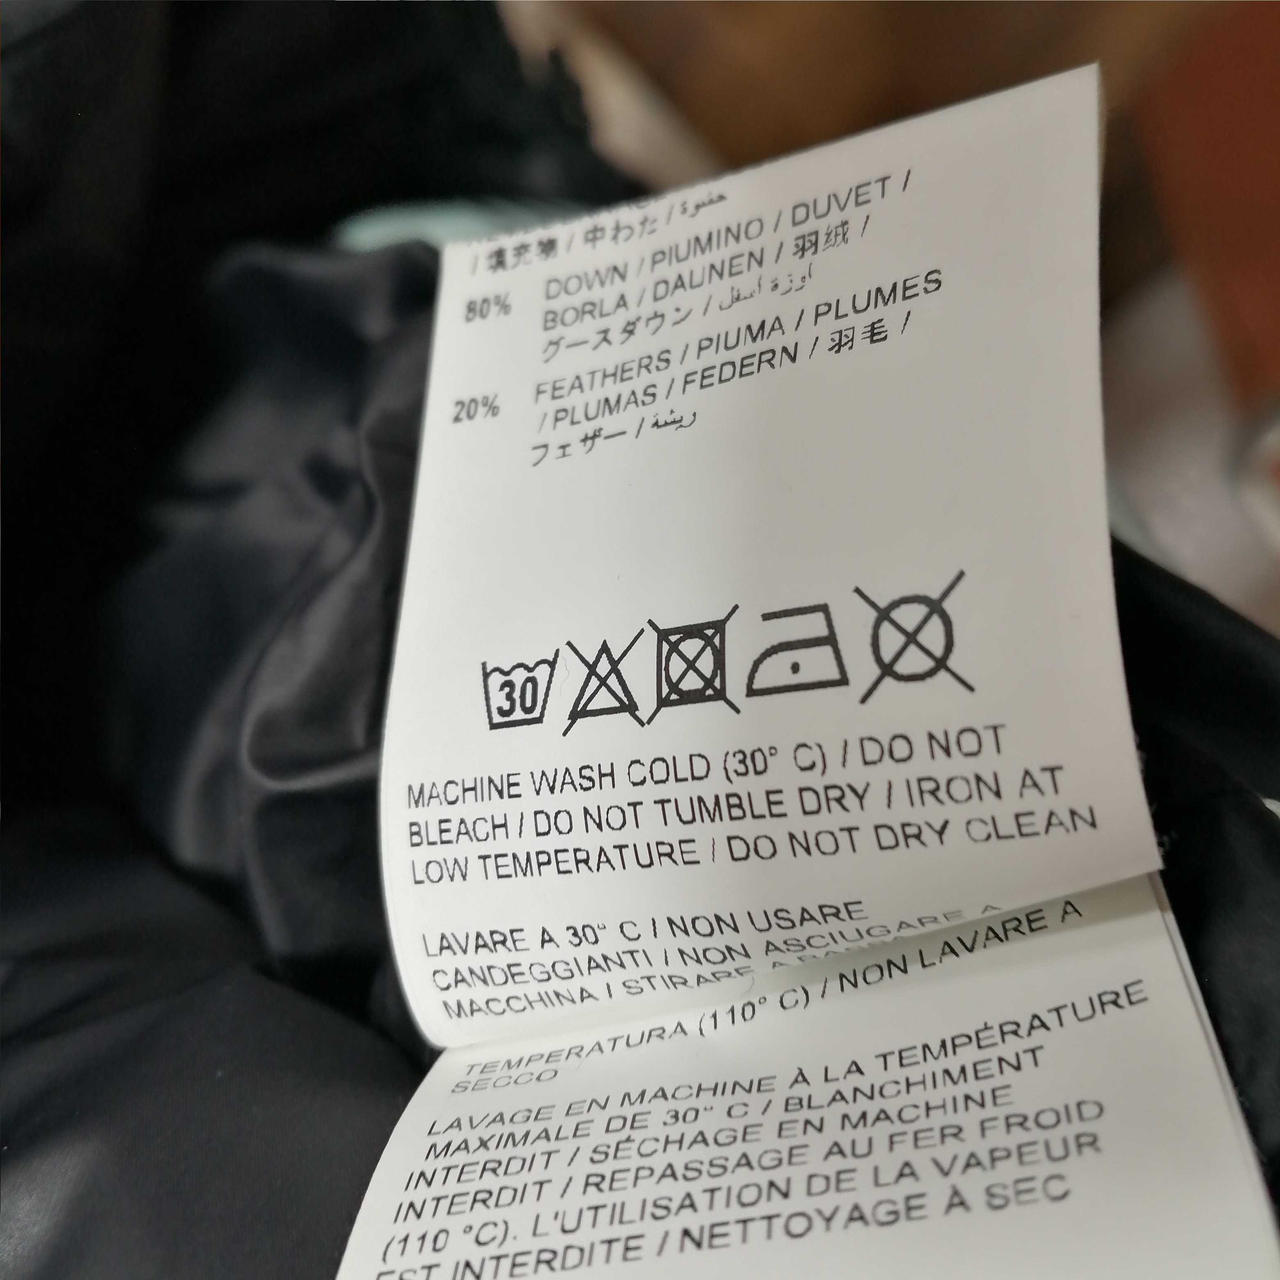 / 填充物 / 中わた / حشوة
80% DOWN / PIUMINO / DUVET /
BORLA / DAUNEN / 羽绒 /
グースダウン / اوزة أسفل
20% FEATHERS / PIUMA / PLUMES
/ PLUMAS / FEDERN / 羽毛 /
フェザー / ريشة
30
MACHINE WASH COLD (30° C) / DO NOT
BLEACH / DO NOT TUMBLE DRY / IRON AT
LOW TEMPERATURE / DO NOT DRY CLEAN
LAVARE A 30° C / NON USARE
CANDEGGIANTI / NON ASCIUGARE A
MACCHINA / STIRARE A BASSA
TEMPERATURA (110° C) / NON LAVARE A
SECCO
LAVAGE EN MACHINE À LA TEMPÉRATURE
MAXIMALE DE 30° C / BLANCHIMENT
INTERDIT / SÉCHAGE EN MACHINE
INTERDIT / REPASSAGE AU FER FROID
(110 °C). L'UTILISATION DE LA VAPEUR
EST INTERDITE / NETTOYAGE À SEC